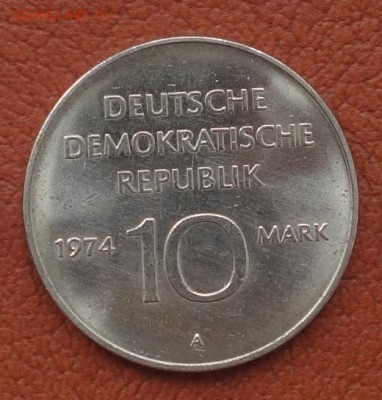 DEUTSCHE
DEMOKRATISCHE
REPUBLIK
1974 10 MARK
A